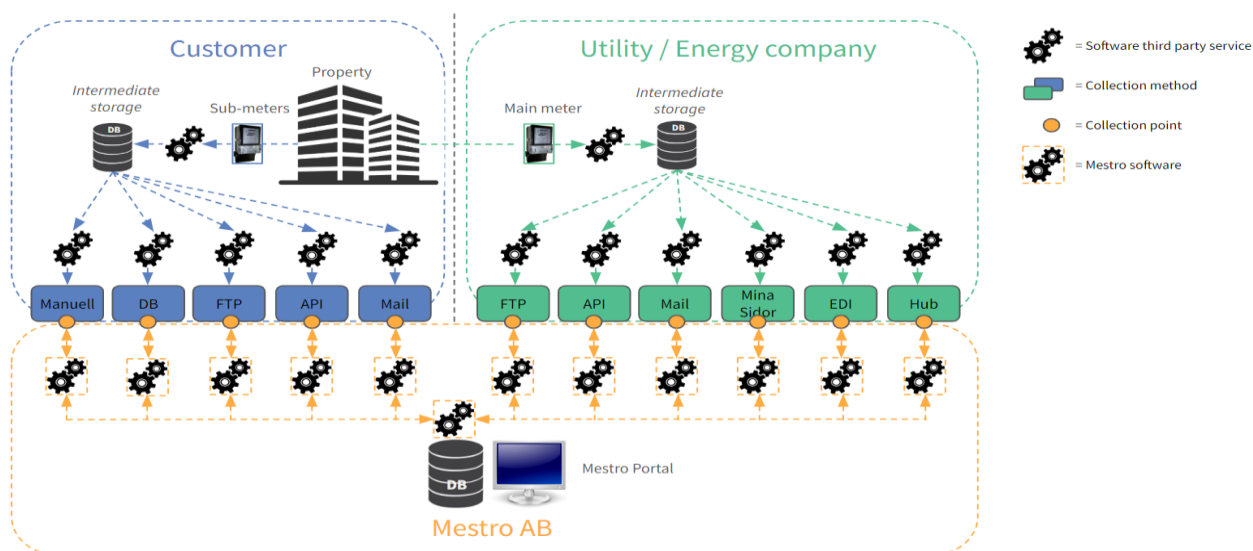 Customer
Utility / Energy company
Property
Intermediate
storage
Sub-meters
DB
Main meter
Intermediate
storage
DB
Manuell
DB
FTP
API
Mail
FTP
API
Mail
Mina
Sidor
EDI
Hub
DB
Mestro Portal
Mestro AB
= Software third party service
= Collection method
= Collection point
= Mestro software